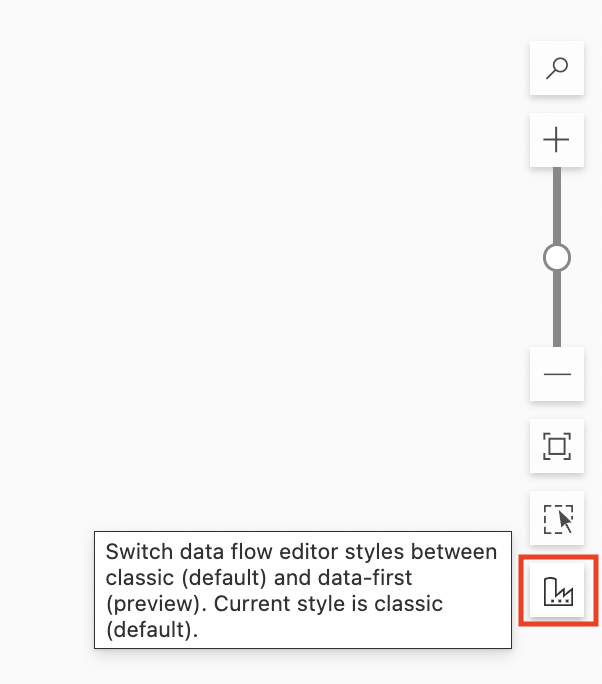 Switch data flow editor styles between
classic (default) and data-first
(preview). Current style is classic
(default).